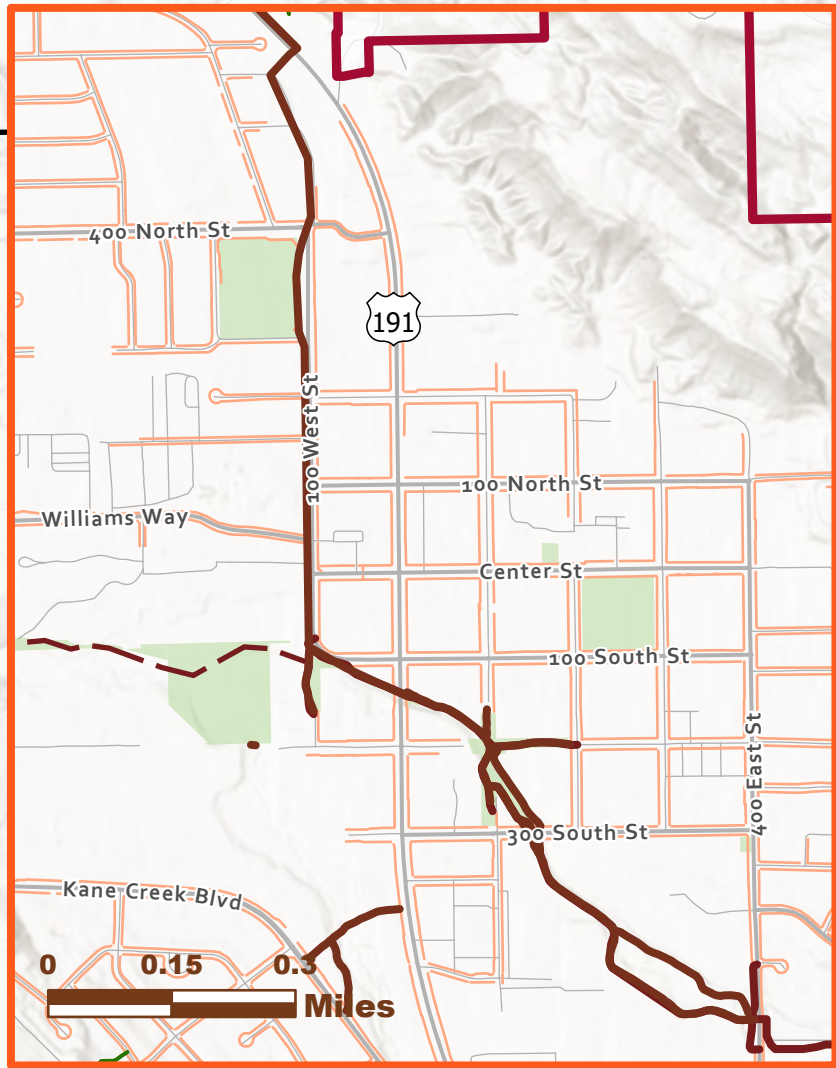 400 North St
191
100 West St
100 North St
Williams Way
Center St
100 South St
400 East St
300 South St
Kane Creek Blvd
0 0.15 0.3
Miles